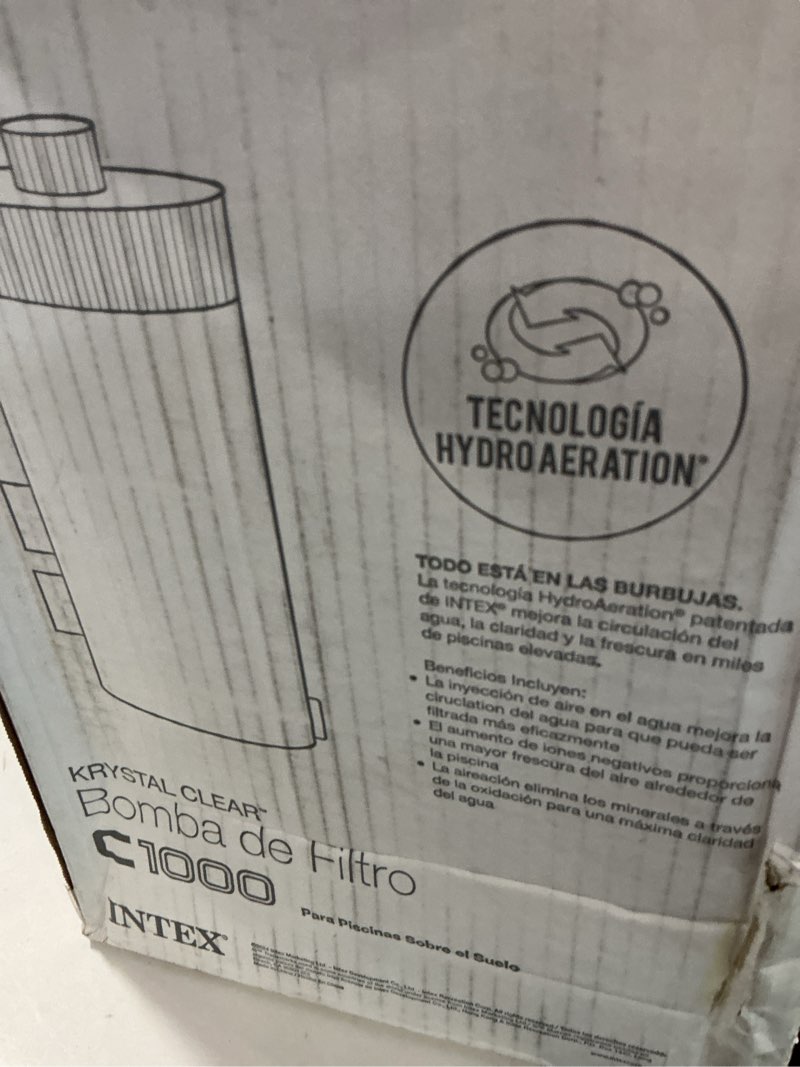 TECNOLOGÍA
HYDROAERATION®
TODO ESTÁ EN LAS BURBUJAS.
La tecnología HydroAeration® patentada
de INTEX® mejora la circulación del
agua, la claridad y la frescura en miles
de piscinas elevadas.
Beneficios Incluyen:
• La inyección de aire en el agua mejora la
ciruclation del agua para que pueda ser
filtrada más eficazmente
• El aumento de iones negativos proporciona
una mayor frescura del aire alrededor de
la piscina
• La aireación elimina los minerales a través
de la oxidación para una máxima claridad
del agua
KRYSTAL CLEAR™
Bomba de Filtro
C1000
INTEX®
Para Piscinas Sobre el Suelo